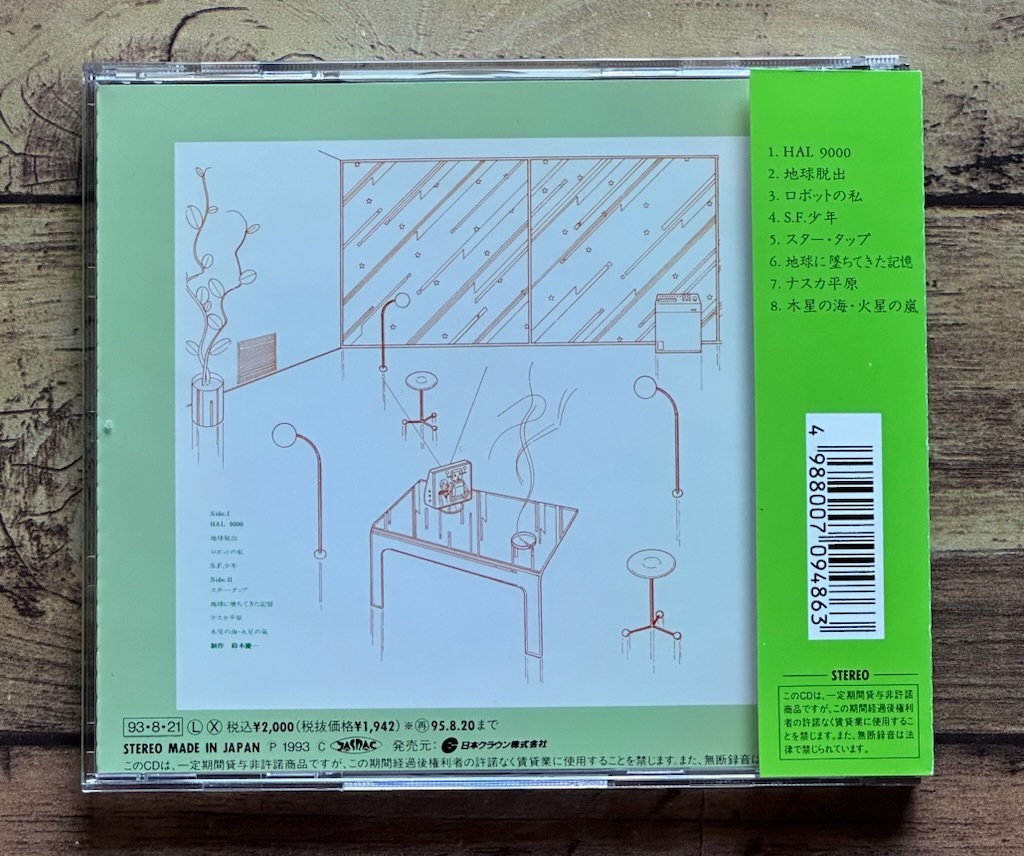 1. HAL 9000
2. 地球脱出
3. ロボットの私
4. S.F.少年
5. スター・タップ
6. 地球に墜ちてきた記憶
7. ナスカ平原
8. 木星の海・火星の嵐
4 988007 094863
Side:I
HAL 9000
地球脱出
ロボットの私
S.F.少年
Side:II
スター・タップ
地球に墜ちてきた記憶
ナスカ平原
木星の海・火星の嵐
制作 鈴木慶一
STEREO
このCDは、一定期間貸与非許諾
商品ですが、この期間経過後権利
者の許諾なく賃貸業に使用するこ
とを禁じます。また、無断録音は法
律で禁じられています。
93・8・21 L X 税込¥2,000(税抜価格¥1,942) ※再95.8.20まで
STEREO MADE IN JAPAN P 1993 C JASRAC 発売元: 日本クラウン株式会社
このCDは、一定期間貸与非許諾商品ですが、この期間経過後権利者の許諾なく賃貸業に使用することを禁じます。また、無断録音は